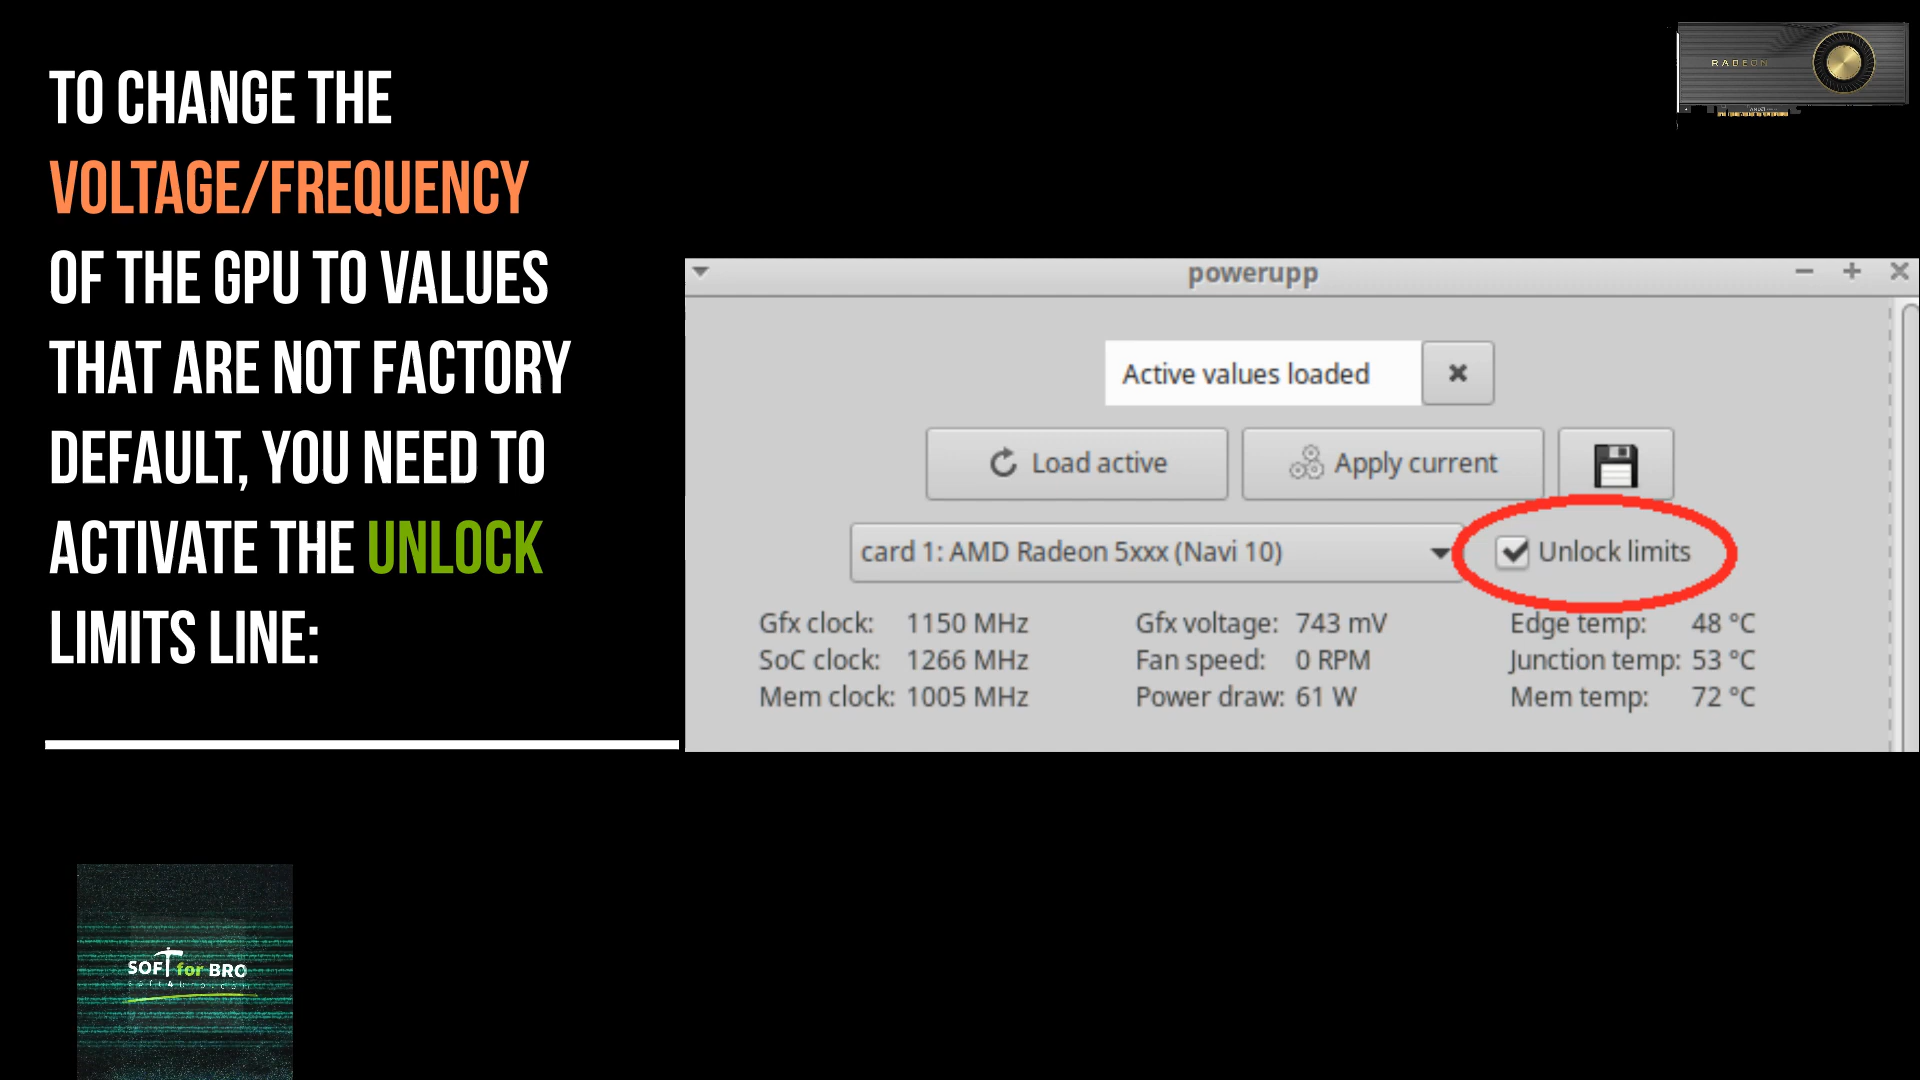 TO CHANGE THE
VOLTAGE/FREQUENCY
OF THE GPU TO VALUES
THAT ARE NOT FACTORY
DEFAULT, YOU NEED TO
ACTIVATE THE UNLOCK
LIMITS LINE:
RADEON
powerupp
Active values loaded
Load active
Apply current
card 1: AMD Radeon 5xxx (Navi 10)
Unlock limits
Gfx clock: 1150 MHz Gfx voltage: 743 mV Edge temp: 48 °C
SoC clock: 1266 MHz Fan speed: 0 RPM Junction temp: 53 °C
Mem clock: 1005 MHz Power draw: 61 W Mem temp: 72 °C
SOFT for BRO